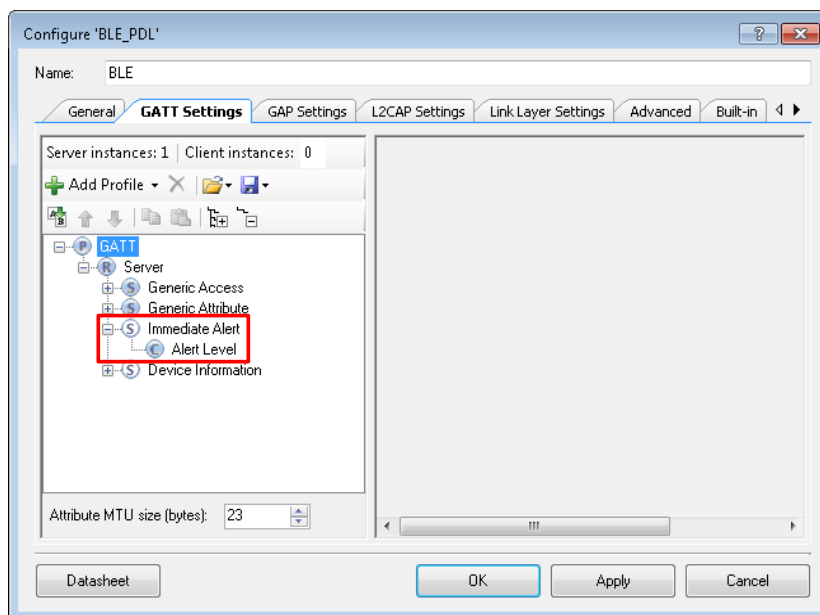 Configure 'BLE_PDL'
Name: BLE
General GATT Settings GAP Settings L2CAP Settings Link Layer Settings Advanced Built-in
Server instances: 1 Client instances: 0
Add Profile
P GATT
R Server
S Generic Access
S Generic Attribute
S Immediate Alert
C Alert Level
S Device Information
Attribute MTU size (bytes): 23
Datasheet OK Apply Cancel